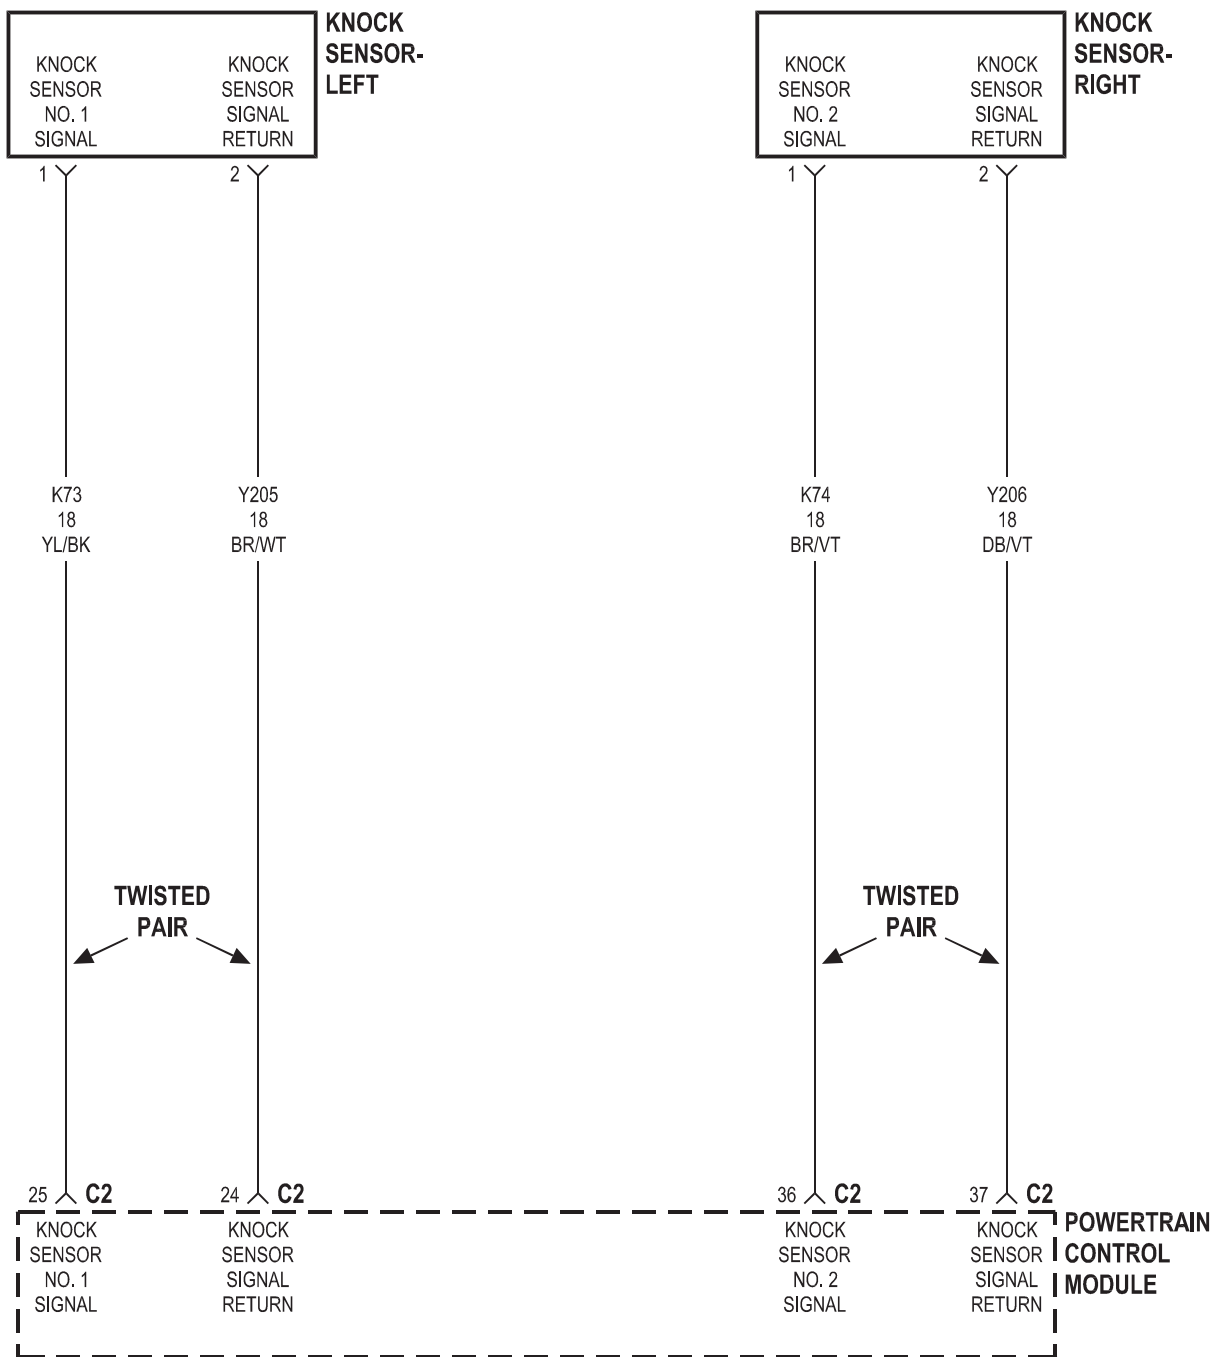 KNOCK
SENSOR
NO. 1
SIGNAL
KNOCK
SENSOR
SIGNAL
RETURN
KNOCK
SENSOR-
LEFT
1
2
KNOCK
SENSOR
NO. 2
SIGNAL
KNOCK
SENSOR
SIGNAL
RETURN
KNOCK
SENSOR-
RIGHT
1
2
K73
18
YL/BK
Y205
18
BR/WT
K74
18
BR/VT
Y206
18
DB/VT
TWISTED
PAIR
TWISTED
PAIR
25 C2
24 C2
36 C2
37 C2
KNOCK
SENSOR
NO. 1
SIGNAL
KNOCK
SENSOR
SIGNAL
RETURN
KNOCK
SENSOR
NO. 2
SIGNAL
KNOCK
SENSOR
SIGNAL
RETURN
POWERTRAIN
CONTROL
MODULE